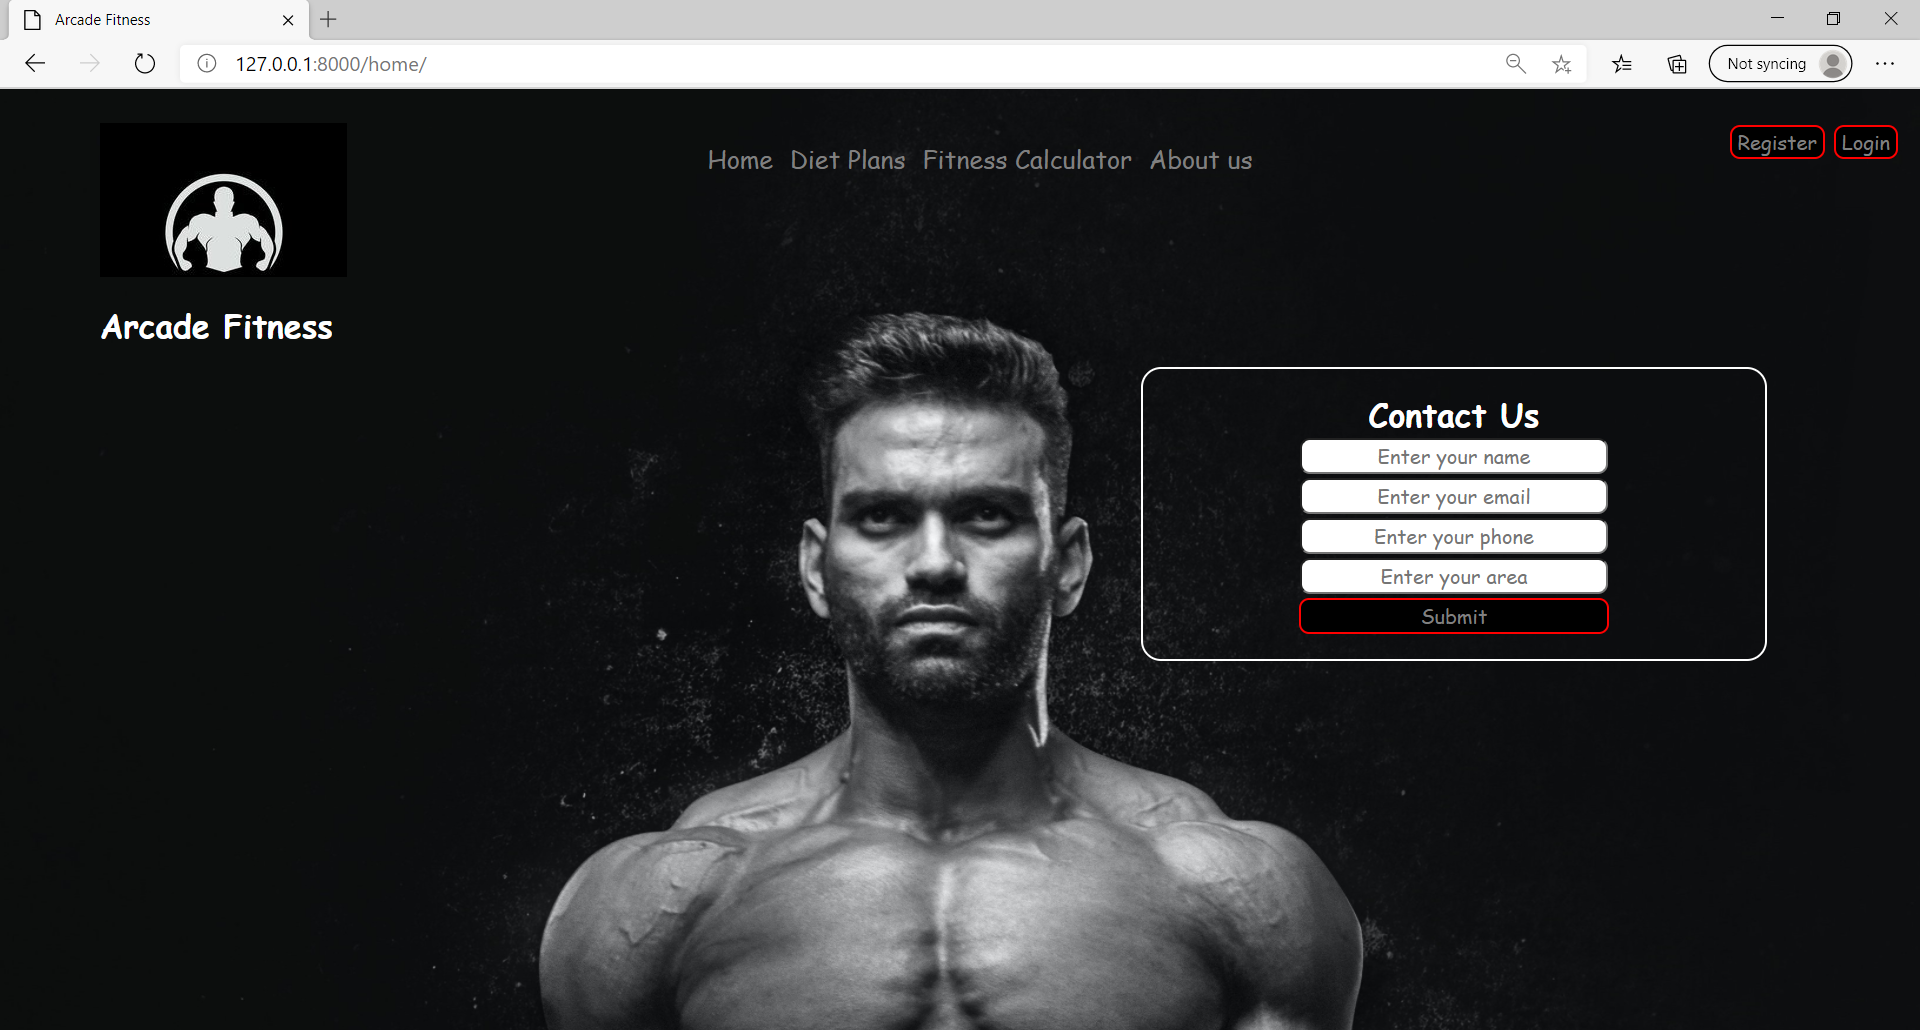 Arcade Fitness
127.0.0.1:8000/home/
Not syncing
Home Diet Plans Fitness Calculator About us
Register Login
Arcade Fitness
Contact Us
Enter your name
Enter your email
Enter your phone
Enter your area
Submit